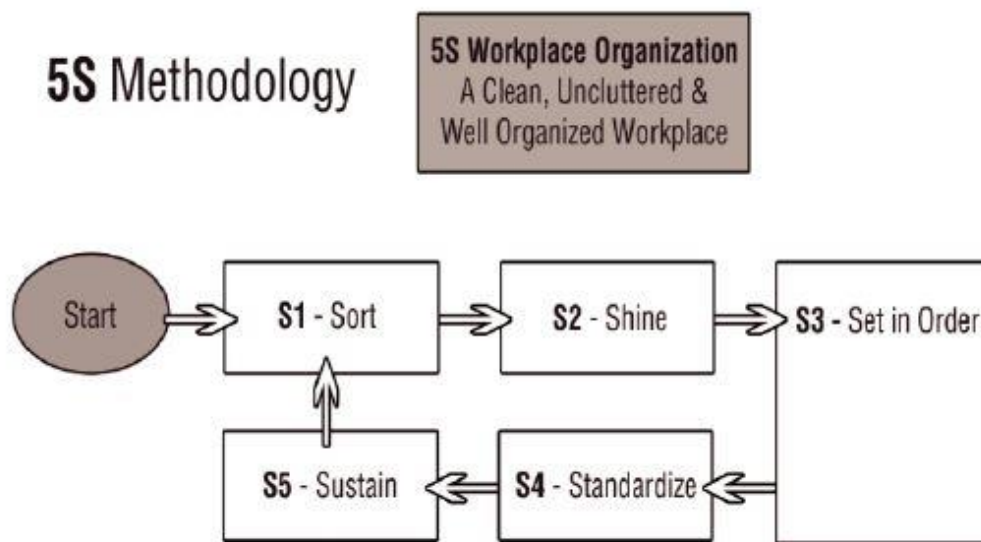 5S Methodology
5S Workplace Organization
A Clean, Uncluttered &
Well Organized Workplace
Start
S1 - Sort
S2 - Shine
S3 - Set in Order
S5 - Sustain
S4 - Standardize